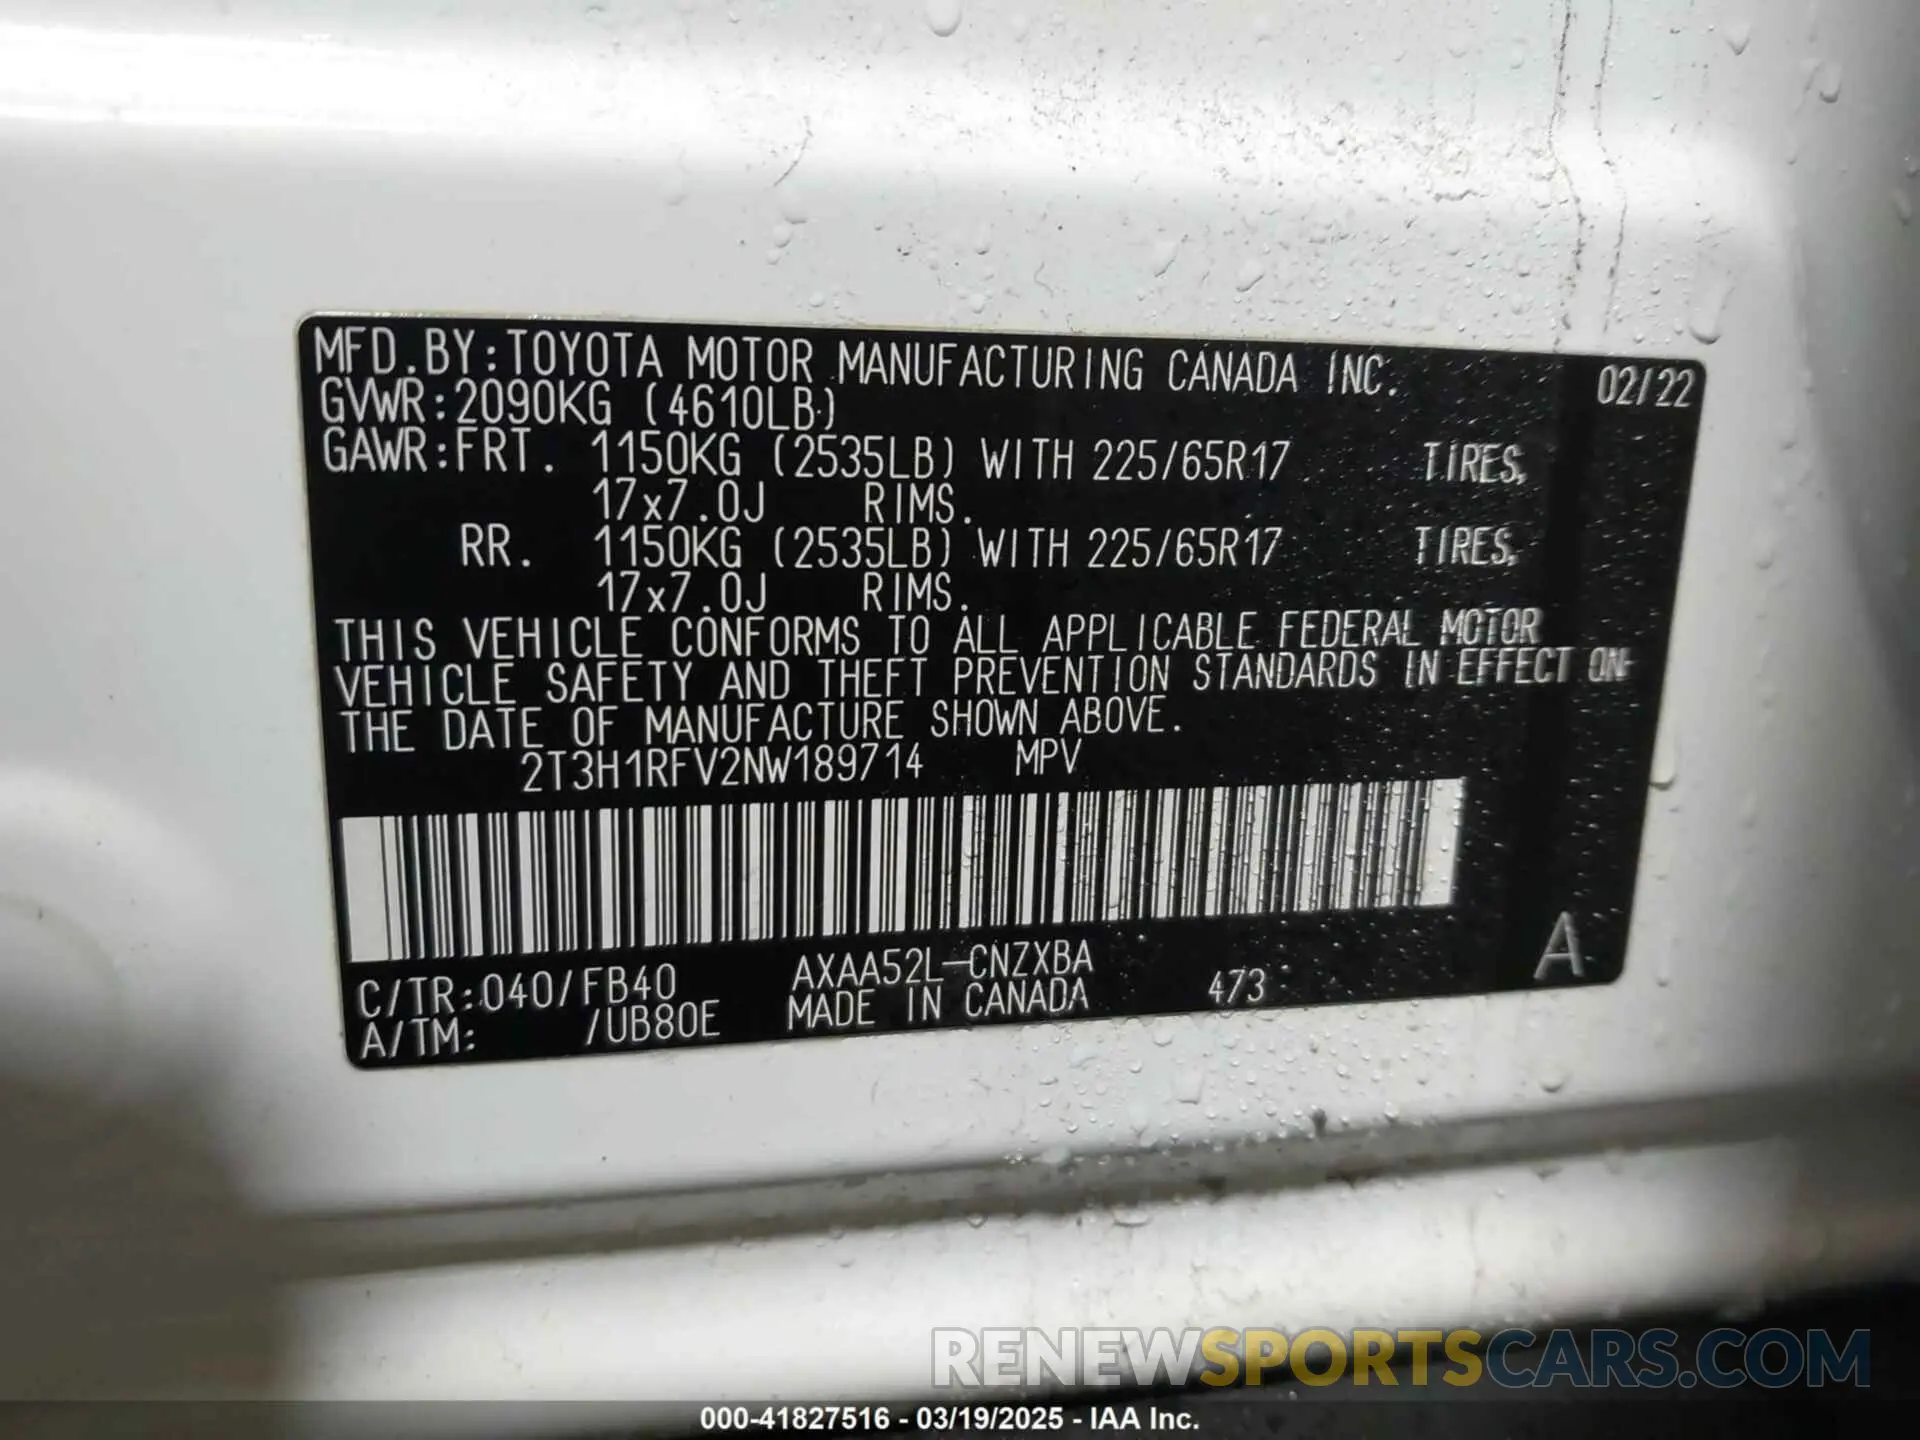 MFD.BY:TOYOTA MOTOR MANUFACTURING CANADA INC. 02/22
GVWR:2090KG (4610LB)
GAWR:FRT. 1150KG (2535LB) WITH 225/65R17 TIRES,
17x7.0J RIMS.
RR. 1150KG (2535LB) WITH 225/65R17 TIRES,
17x7.0J RIMS.
THIS VEHICLE CONFORMS TO ALL APPLICABLE FEDERAL MOTOR
VEHICLE SAFETY AND THEFT PREVENTION STANDARDS IN EFFECT ON
THE DATE OF MANUFACTURE SHOWN ABOVE.
2T3H1RFV2NW189714 MPV
C/TR:040/FB40 AXAA52L-CNZXBA
A/TM: /UB80E MADE IN CANADA 473 A
RENEWSPORTSCARS.COM
000-41827516 - 03/19/2025 - IAA Inc.